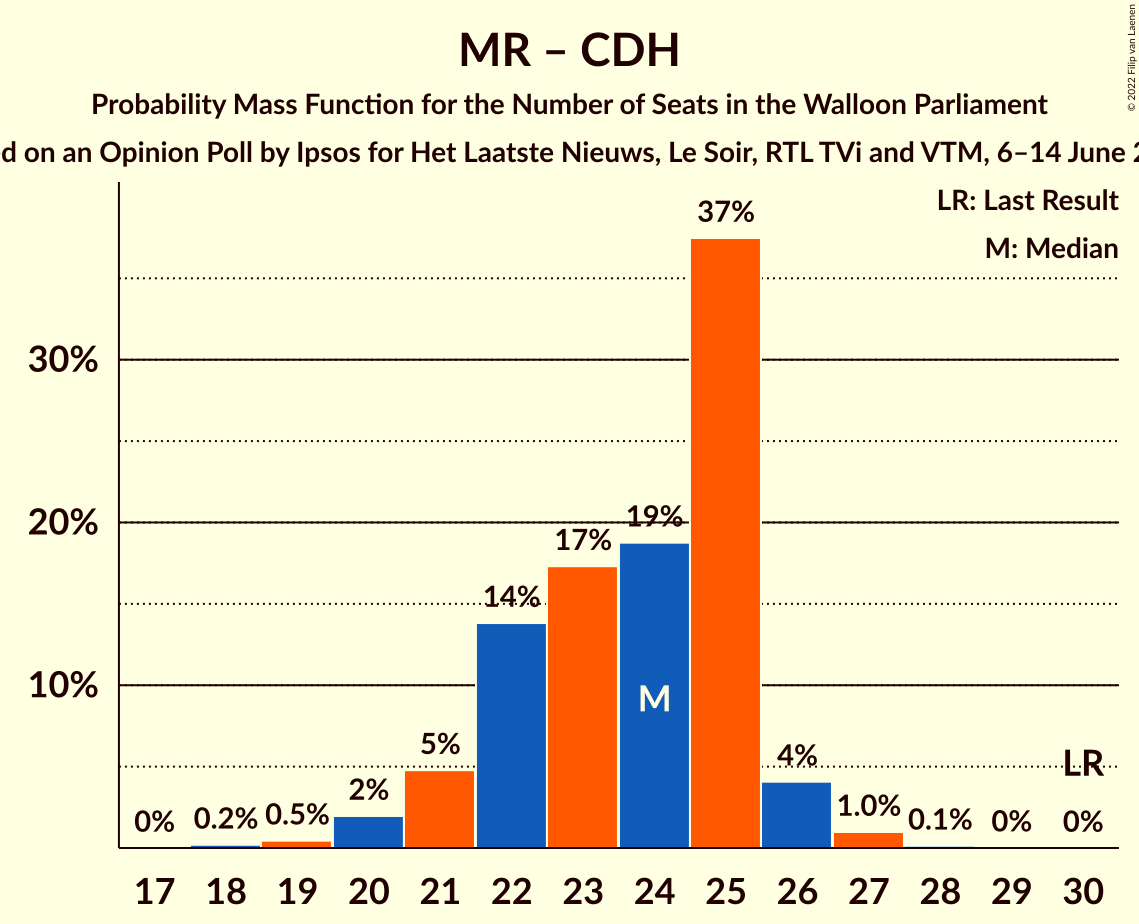 MR – CDH
Probability Mass Function for the Number of Seats in the Walloon Parliament
d on an Opinion Poll by Ipsos for Het Laatste Nieuws, Le Soir, RTL TVi and VTM, 6–14 June 2
© 2022 Filip van Laenen
LR: Last Result
M: Median
37%
30%
20%
19%
17%
14%
10%
M
5%
4%
LR
2%
0% 0.2% 0.5% 1.0% 0.1% 0% 0%
17 18 19 20 21 22 23 24 25 26 27 28 29 30